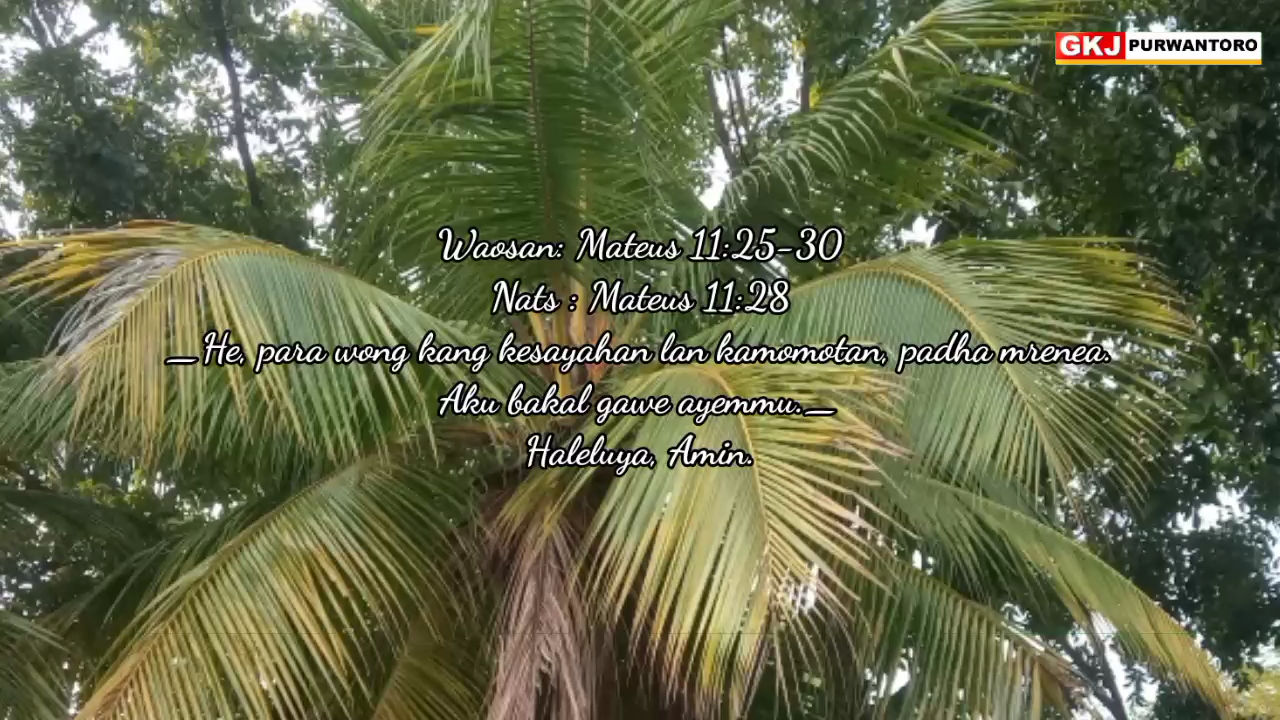 GKJ PURWANTORO
Waosan: Mateus 11:25-30
Nats : Mateus 11:28
_ He, para wong kang kesayahan lan kamomotan, padha mrenea.
Aku bakal gawe ayemmu._
Haleluya, Amin.